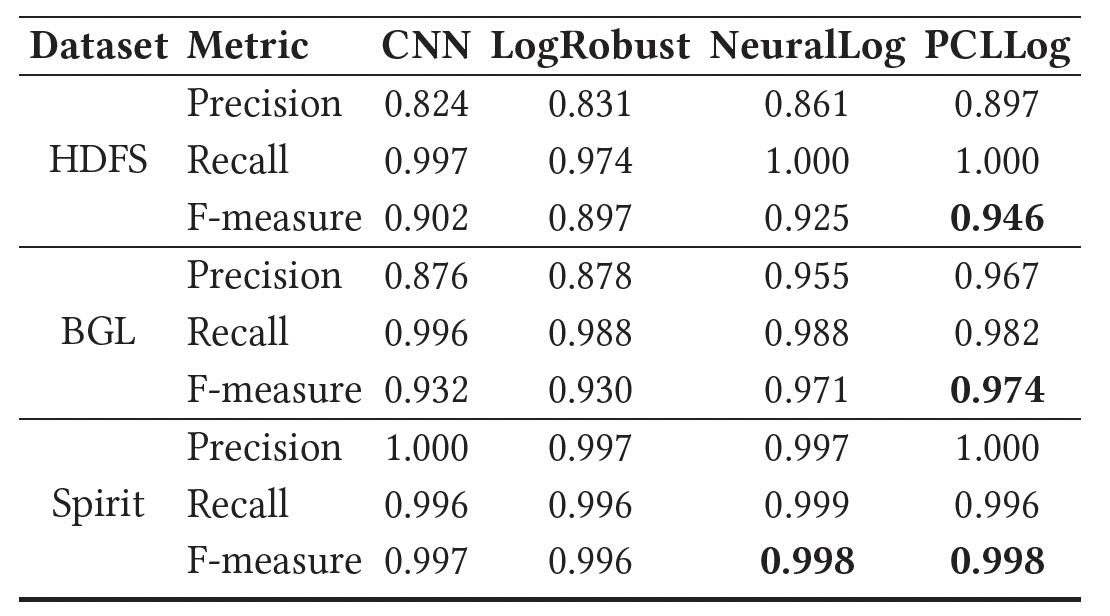 Dataset Metric CNN LogRobust NeuralLog PCLLog
Precision 0.824 0.831 0.861 0.897
HDFS Recall 0.997 0.974 1.000 1.000
F-measure 0.902 0.897 0.925 0.946
Precision 0.876 0.878 0.955 0.967
BGL Recall 0.996 0.988 0.988 0.982
F-measure 0.932 0.930 0.971 0.974
Precision 1.000 0.997 0.997 1.000
Spirit Recall 0.996 0.996 0.999 0.996
F-measure 0.997 0.996 0.998 0.998